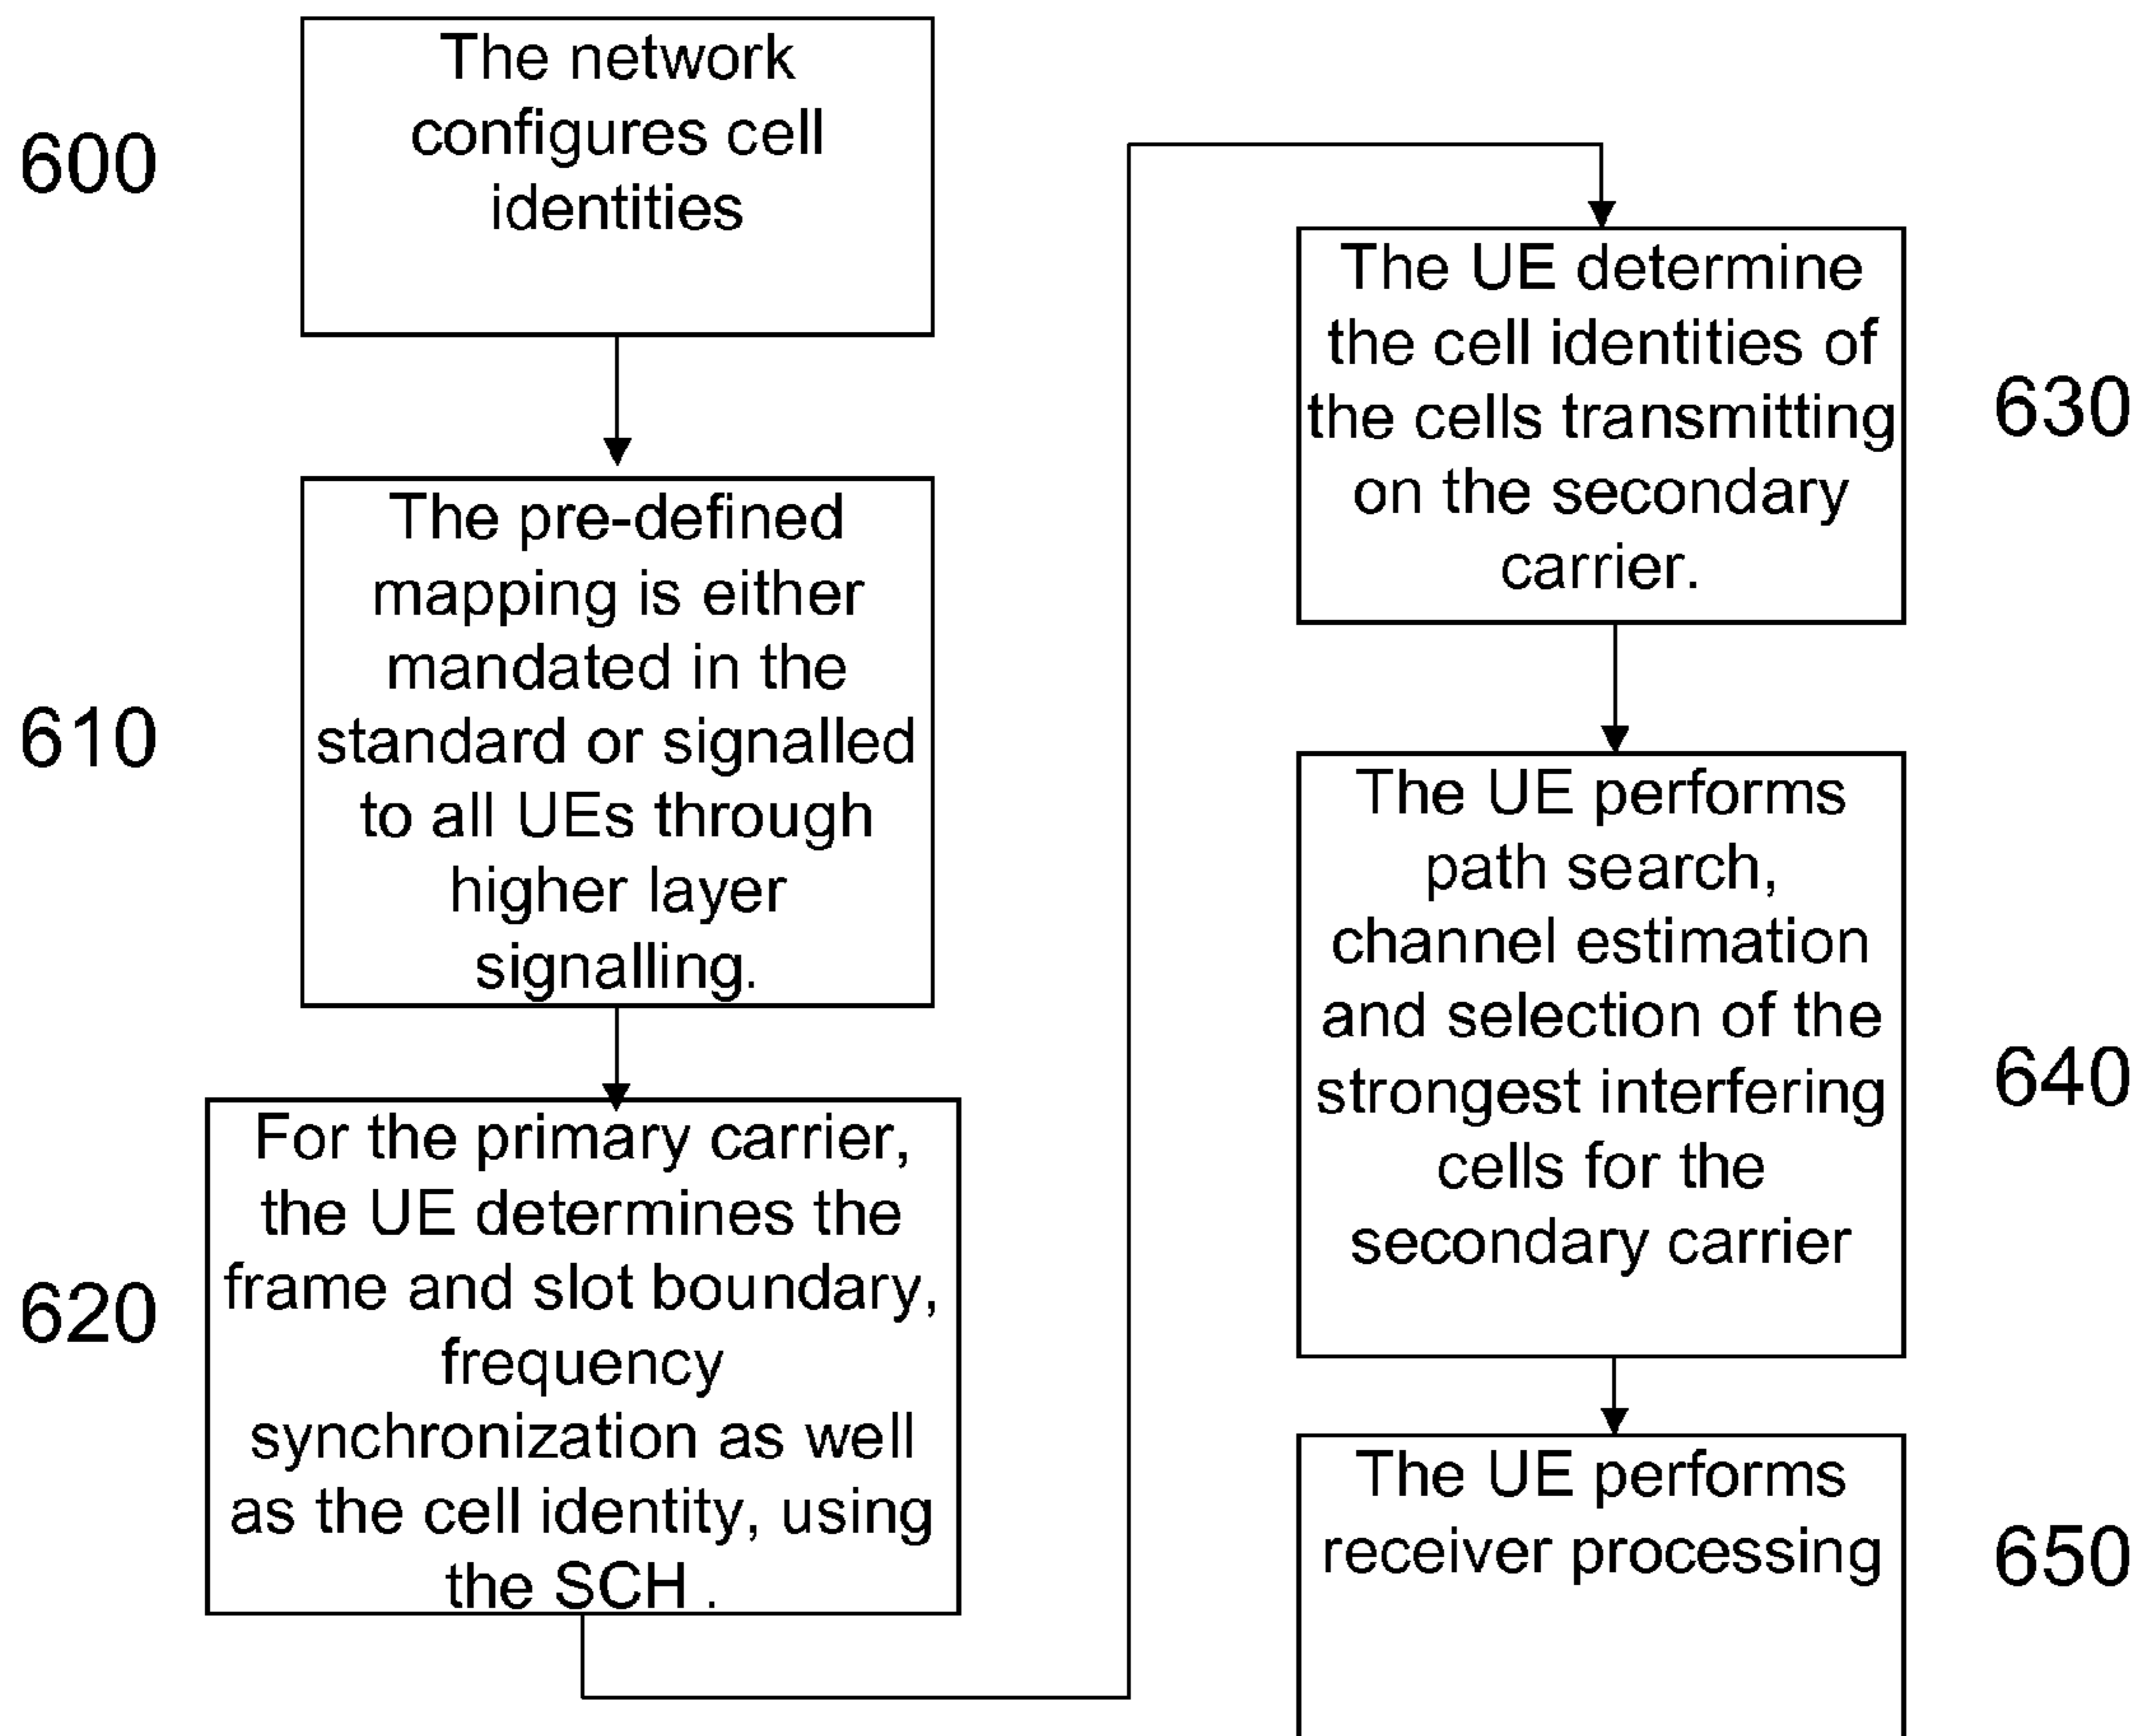 600
The network
configures cell
identities
610
The pre-defined
mapping is either
mandated in the
standard or signalled
to all UEs through
higher layer
signalling.
620
For the primary carrier,
the UE determines the
frame and slot boundary,
frequency
synchronization as well
as the cell identity, using
the SCH .
The UE determine
the cell identities of
the cells transmitting
on the secondary
carrier.
630
The UE performs
path search,
channel estimation
and selection of the
strongest interfering
cells for the
secondary carrier
640
The UE performs
receiver processing
650